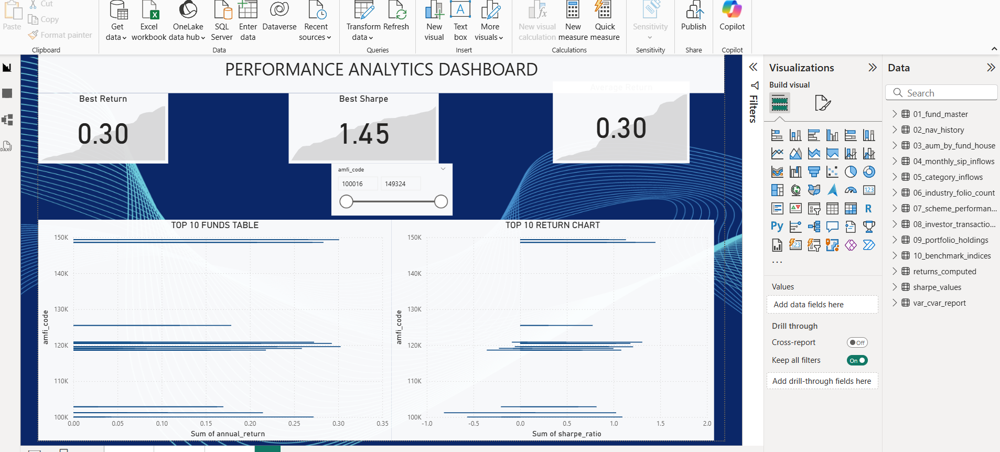 Paste
Cut
Copy
Format painter
Clipboard
Get data
Excel workbook
OneLake data hub
SQL Server
Enter data
Dataverse
Recent sources
Data
Transform data
Refresh
Queries
New visual
Text box
More visuals
Insert
New visual calculation
New measure
Quick measure
Calculations
Sensitivity
Sensitivity
Publish
Share
Copilot
Copilot
DAX
PERFORMANCE ANALYTICS DASHBOARD
Best Return
0.30
Best Sharpe
1.45
Average Return
0.30
amfi_code
100016
149324
TOP 10 FUNDS TABLE
150K
140K
130K
120K
110K
100K
amfi_code
0.00 0.05 0.10 0.15 0.20 0.25 0.30 0.35
Sum of annual_return
TOP 10 RETURN CHART
150K
140K
130K
120K
110K
100K
amfi_code
-1.0 -0.5 0.0 0.5 1.0 1.5 2.0
Sum of sharpe_ratio
Filters
Visualizations
Build visual
123
R
Py
123
...
Values
Add data fields here
Drill through
Cross-report
Off
Keep all filters
On
Add drill-through fields here
Data
Search
01_fund_master
02_nav_history
03_aum_by_fund_house
04_monthly_sip_inflows
05_category_inflows
06_industry_folio_count
07_scheme_performan...
08_investor_transactio...
09_portfolio_holdings
10_benchmark_indices
returns_computed
sharpe_values
var_cvar_report